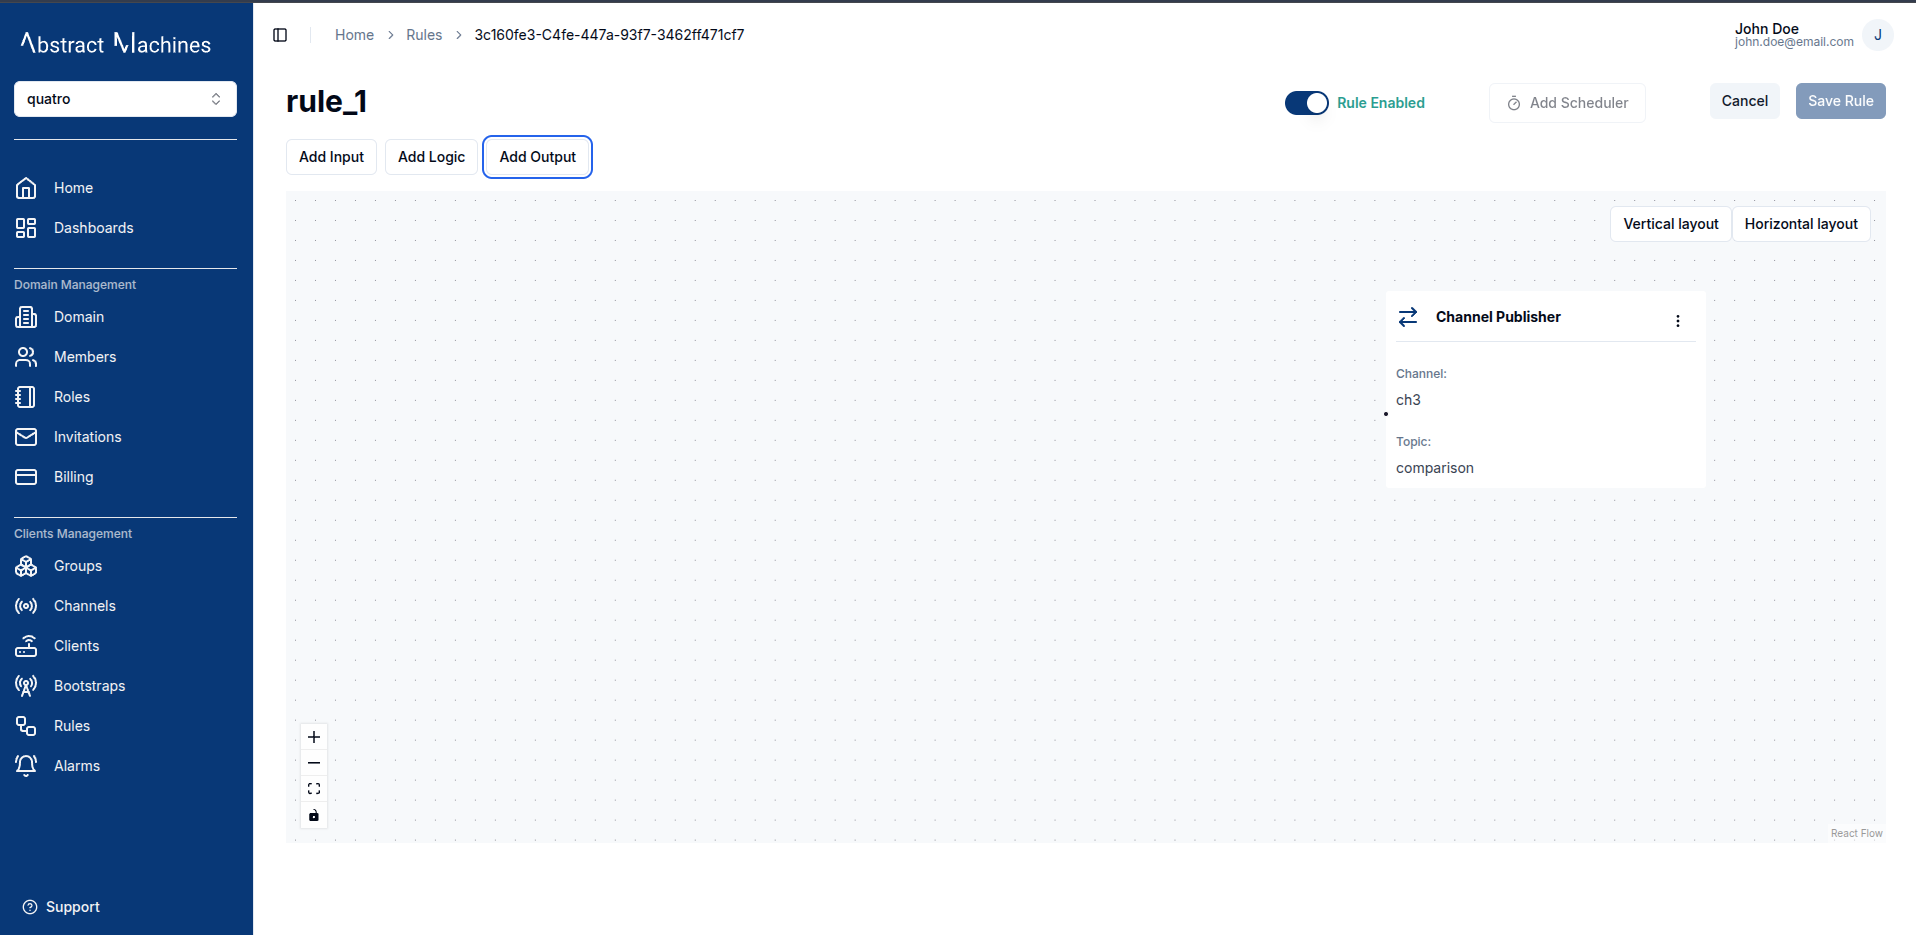 Abstract Machines
quatro
Home
Dashboards
Domain Management
Domain
Members
Roles
Invitations
Billing
Clients Management
Groups
Channels
Clients
Bootstraps
Rules
Alarms
Support
Home > Rules > 3c160fe3-C4fe-447a-93f7-3462ff471cf7
John Doe
john.doe@email.com
J
rule_1
Rule Enabled
Add Scheduler
Cancel
Save Rule
Add Input
Add Logic
Add Output
Vertical layout
Horizontal layout
Channel Publisher
Channel:
ch3
Topic:
comparison
React Flow